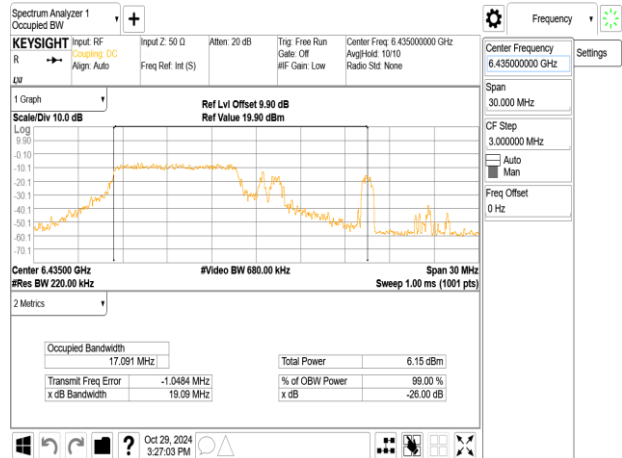 Spectrum Analyzer 1
Occupied BW
+
Frequency
KEYSIGHT
Input: RF
Input Z: 50 Ω
Atten: 20 dB
Trig: Free Run
Center Freq: 6.435000000 GHz
R
Coupling: DC
Gate: Off
Avg|Hold: 10/10
Align: Auto
Freq Ref: Int (S)
#IF Gain: Low
Radio Std: None
LXI
Center Frequency
6.435000000 GHz
Settings
Span
30.000 MHz
CF Step
3.000000 MHz
Auto
Man
Freq Offset
0 Hz
1 Graph
Ref Lvl Offset 9.90 dB
Scale/Div 10.0 dB
Ref Value 19.90 dBm
Log
9.90
-0.10
-10.1
-20.1
-30.1
-40.1
-50.1
-60.1
-70.1
Center 6.43500 GHz
#Video BW 680.00 kHz
Span 30 MHz
#Res BW 220.00 kHz
Sweep 1.00 ms (1001 pts)
2 Metrics
Occupied Bandwidth
17.091 MHz
Total Power
6.15 dBm
Transmit Freq Error
-1.0484 MHz
% of OBW Power
99.00 %
x dB Bandwidth
19.09 MHz
x dB
-26.00 dB
?
Oct 29, 2024
3:27:03 PM